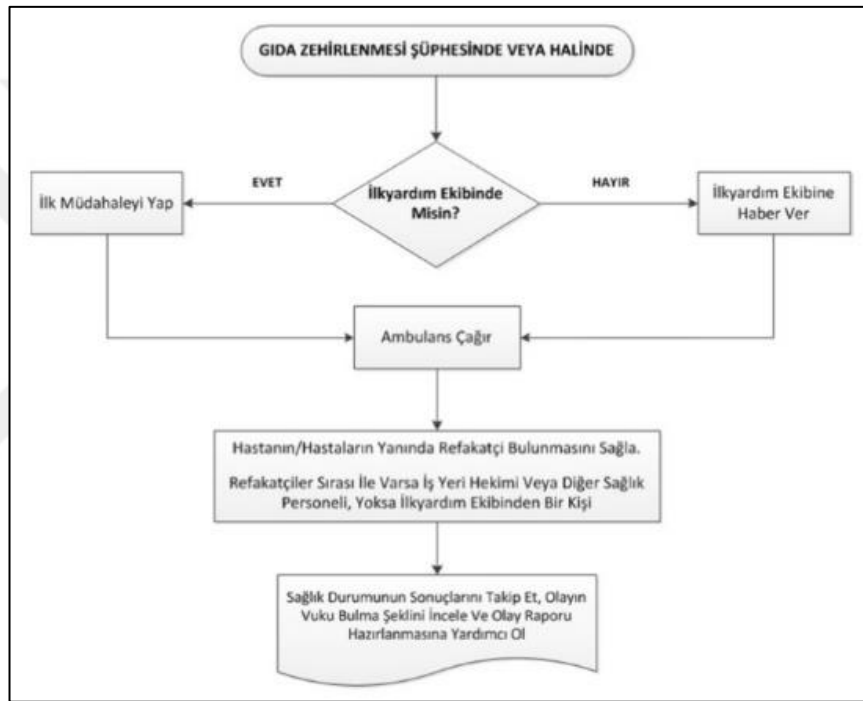 GIDA ZEHİRLENMESİ ŞÜPHESİNDE VEYA HALİNDE
EVET
İlkyardım Ekibinde
Misin?
HAYIR
İlk Müdahaleyi Yap
İlkyardım Ekibine
Haber Ver
Ambulans Çağır
Hastanın/Hastaların Yanında Refakatçi Bulunmasını Sağla.
Refakatçiler Sırası İle Varsa İş Yeri Hekimi Veya Diğer Sağlık
Personeli, Yoksa İlkyardım Ekibinden Bir Kişi
Sağlık Durumunun Sonuçlarını Takip Et, Olayın
Vuku Bulma Şeklini İncele Ve Olay Raporu
Hazırlanmasına Yardımcı Ol